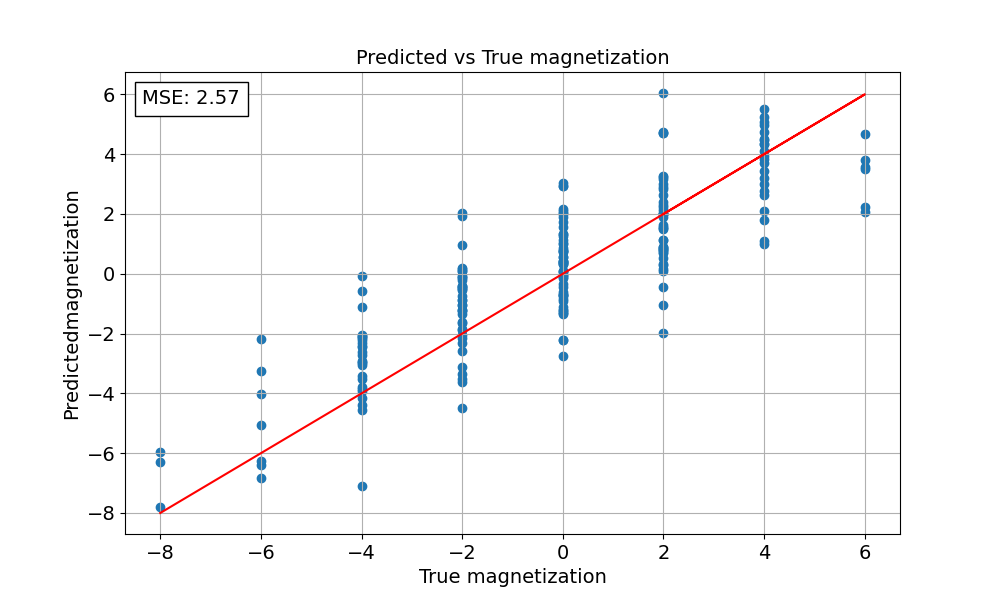 Predicted vs True magnetization
MSE: 2.57
Predictedmagnetization
6
4
2
0
−2
−4
−6
−8
−8 −6 −4 −2 0 2 4 6
True magnetization